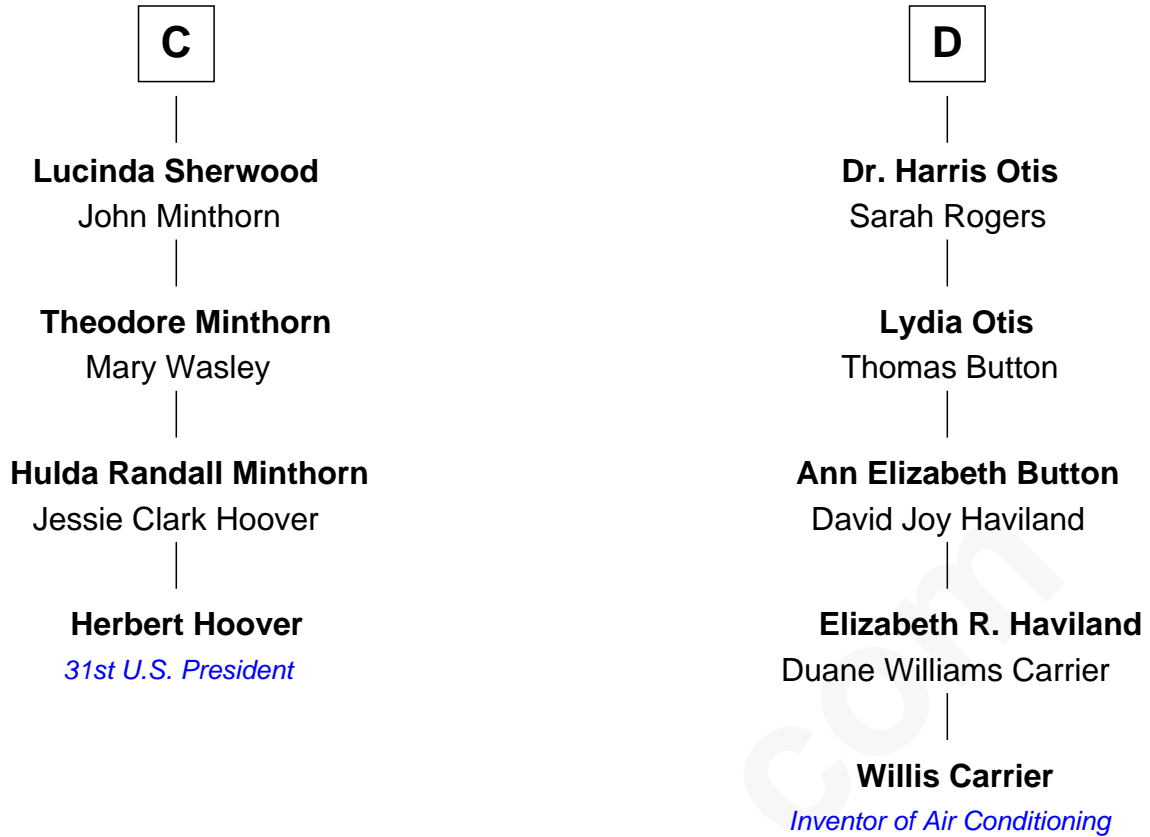 C
Lucinda Sherwood
John Minthorn
Theodore Minthorn
Mary Wasley
Hulda Randall Minthorn
Jessie Clark Hoover
Herbert Hoover
31st U.S. President
D
Dr. Harris Otis
Sarah Rogers
Lydia Otis
Thomas Button
Ann Elizabeth Button
David Joy Haviland
Elizabeth R. Haviland
Duane Williams Carrier
Willis Carrier
Inventor of Air Conditioning
com